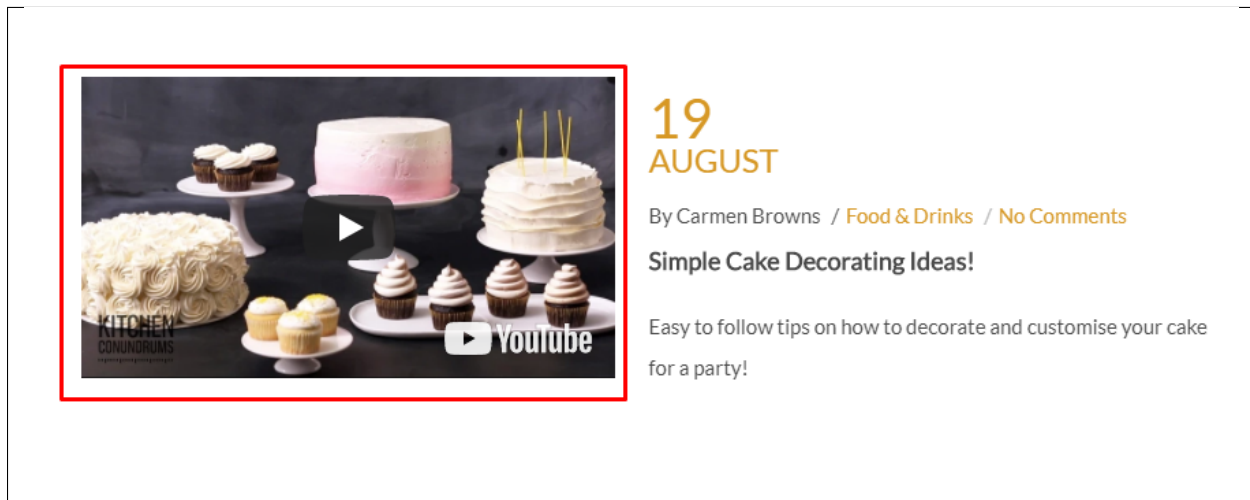 KITCHEN
CONUNDRUMS
YouTube
19
AUGUST
By Carmen Browns / Food & Drinks / No Comments
Simple Cake Decorating Ideas!
Easy to follow tips on how to decorate and customise your cake
for a party!